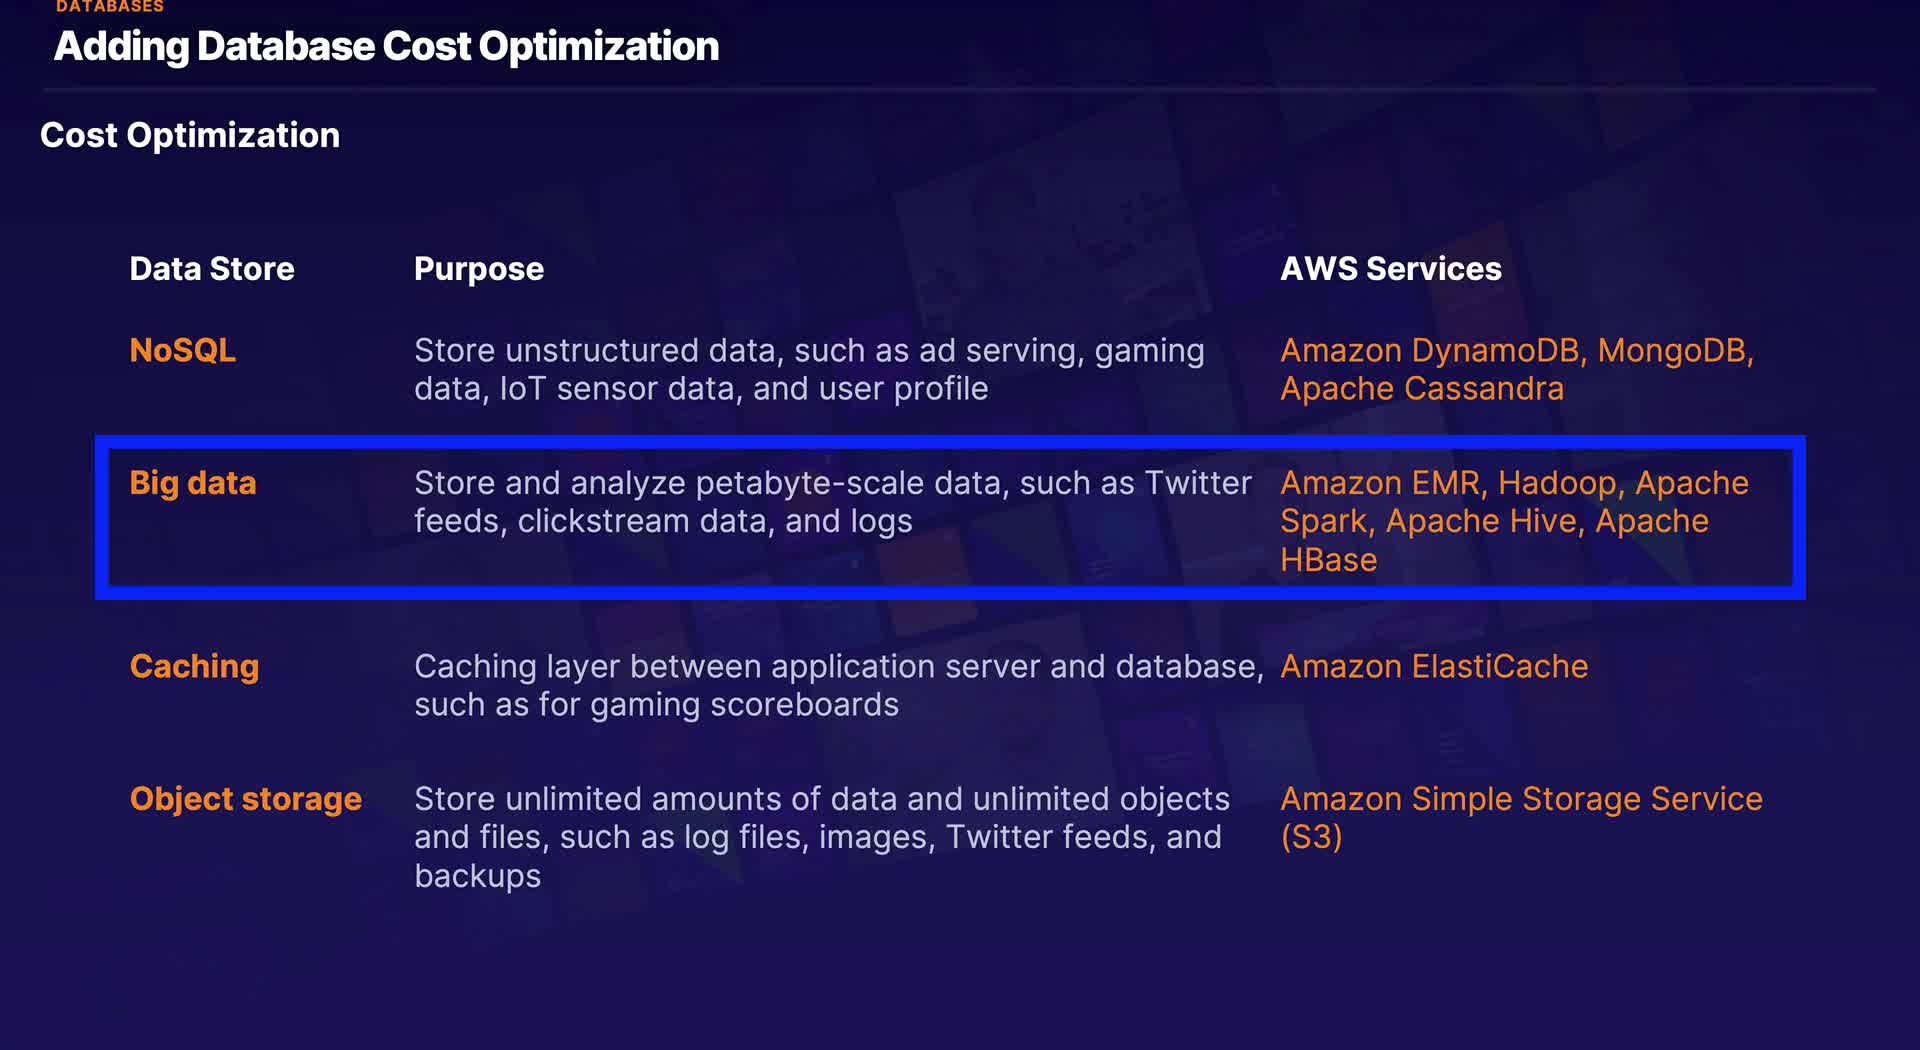 DATABASES
Adding Database Cost Optimization
Cost Optimization
Data Store Purpose AWS Services
NoSQL Store unstructured data, such as ad serving, gaming Amazon DynamoDB, MongoDB,
data, IoT sensor data, and user profile Apache Cassandra
Big data Store and analyze petabyte-scale data, such as Twitter Amazon EMR, Hadoop, Apache
feeds, clickstream data, and logs Spark, Apache Hive, Apache
HBase
Caching Caching layer between application server and database, Amazon ElastiCache
such as for gaming scoreboards
Object storage Store unlimited amounts of data and unlimited objects Amazon Simple Storage Service
and files, such as log files, images, Twitter feeds, and (S3)
backups